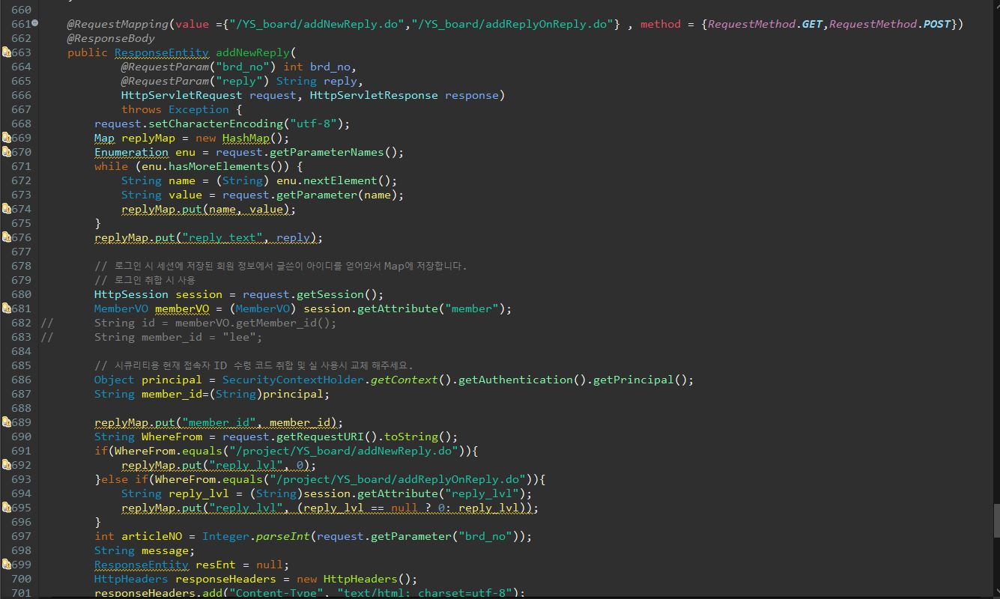 660
661 @RequestMapping(value ={"/YS_board/addNewReply.do","/YS_board/addReplyOnReply.do"} , method = {RequestMethod.GET,RequestMethod.POST})
662 @ResponseBody
663 public ResponseEntity addNewReply(
664 @RequestParam("brd_no") int brd_no,
665 @RequestParam("reply") String reply,
666 HttpServletRequest request, HttpServletResponse response)
667 throws Exception {
668 request.setCharacterEncoding("utf-8");
669 Map replyMap = new HashMap();
670 Enumeration enu = request.getParameterNames();
671 while (enu.hasMoreElements()) {
672 String name = (String) enu.nextElement();
673 String value = request.getParameter(name);
674 replyMap.put(name, value);
675 }
676 replyMap.put("reply_text", reply);
677
678 // 로그인 시 세션에 저장된 회원 정보에서 글쓴이 아이디를 얻어와서 Map에 저장합니다.
679 // 로그인 취합 시 사용
680 HttpSession session = request.getSession();
681 MemberVO memberVO = (MemberVO) session.getAttribute("member");
682 // String id = memberVO.getMember_id();
683 // String member_id = "lee";
684
685 // 시큐리티용 현재 접속자 ID 수령 코드 취합 및 실 사용시 교체 해주세요.
686 Object principal = SecurityContextHolder.getContext().getAuthentication().getPrincipal();
687 String member_id=(String)principal;
688
689 replyMap.put("member_id", member_id);
690 String WhereFrom = request.getRequestURI().toString();
691 if(WhereFrom.equals("/project/YS_board/addNewReply.do")){
692 replyMap.put("reply_lvl", 0);
693 }else if(WhereFrom.equals("/project/YS_board/addReplyOnReply.do")){
694 String reply_lvl = (String)session.getAttribute("reply_lvl");
695 replyMap.put("reply_lvl", (reply_lvl == null ? 0: reply_lvl));
696 }
697 int articleNO = Integer.parseInt(request.getParameter("brd_no"));
698 String message;
699 ResponseEntity resEnt = null;
700 HttpHeaders responseHeaders = new HttpHeaders();
701 responseHeaders.add("Content-Type", "text/html; charset=utf-8");